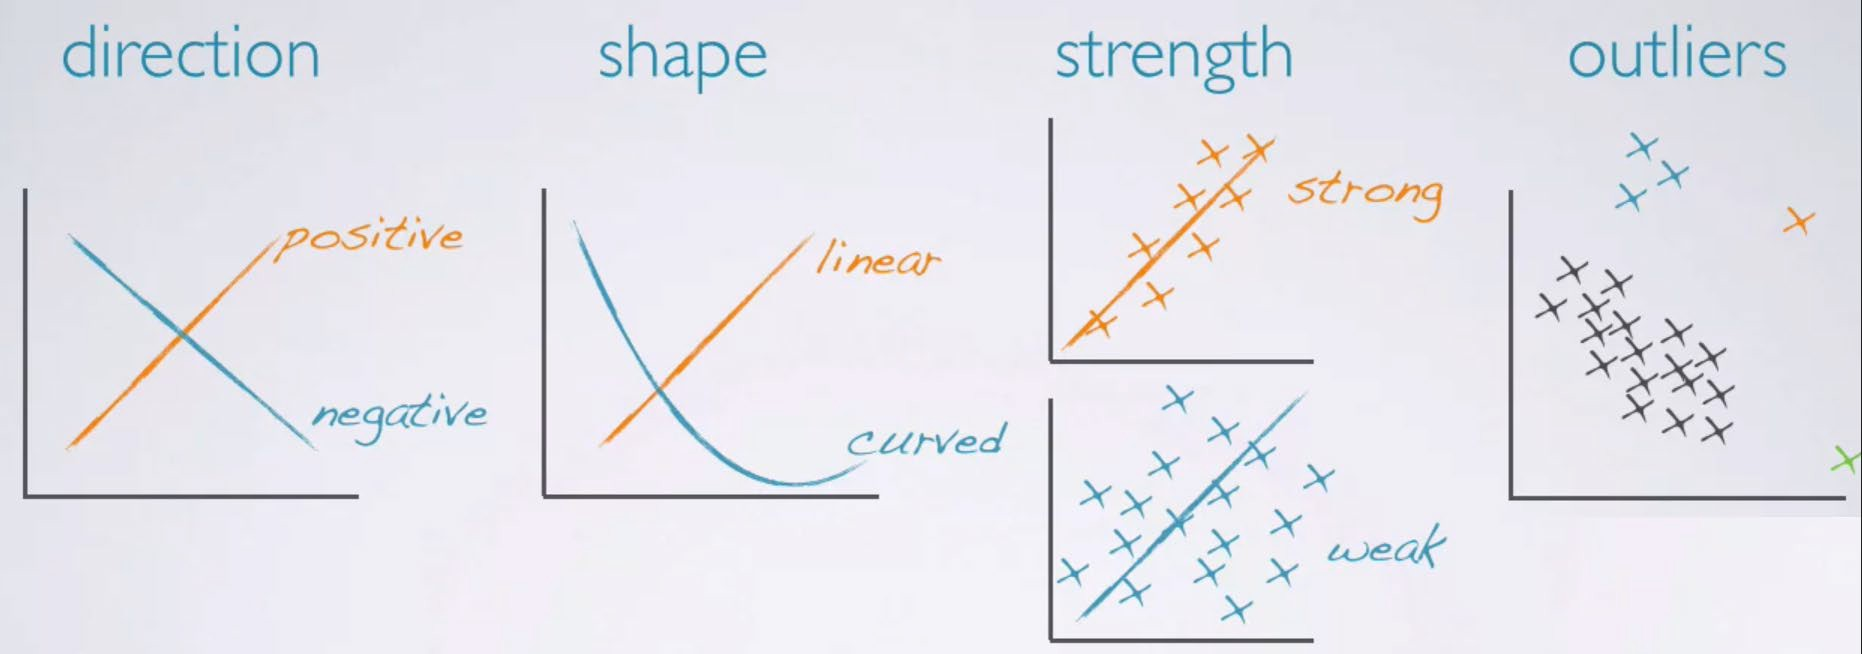 direction
shape
strength
outliers
positive
negative
linear
curved
strong
weak